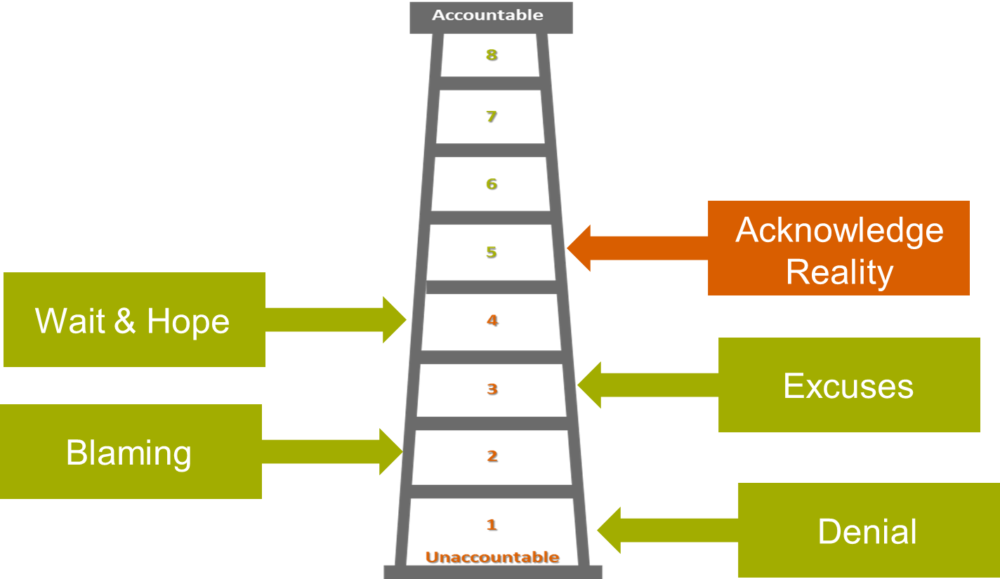 Accountable
8
7
6
Acknowledge
Reality
5
Wait & Hope
4
Excuses
3
Blaming
2
1
Denial
Unaccountable